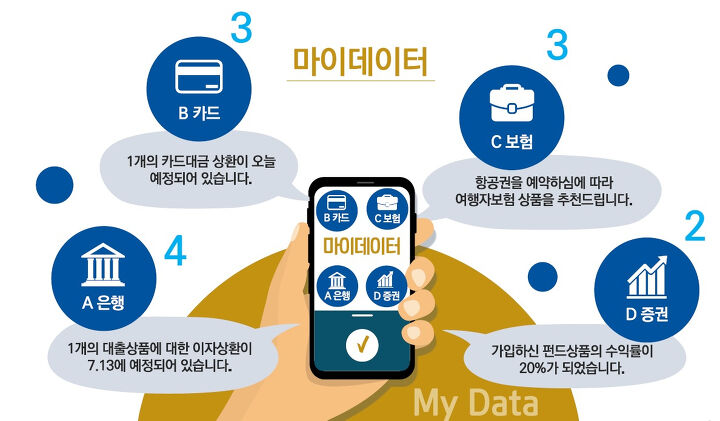 마이데이터
3
B 카드
1개의 카드대금 상환이 오늘
예정되어 있습니다.
3
C 보험
항공권을 예약하심에 따라
여행자보험 상품을 추천드립니다.
4
A 은행
1개의 대출상품에 대한 이자상환이
7.13에 예정되어 있습니다.
2
D 증권
가입하신 펀드상품의 수익률이
20%가 되었습니다.
B 카드
C 보험
마이데이터
A 은행
D 증권
My Data